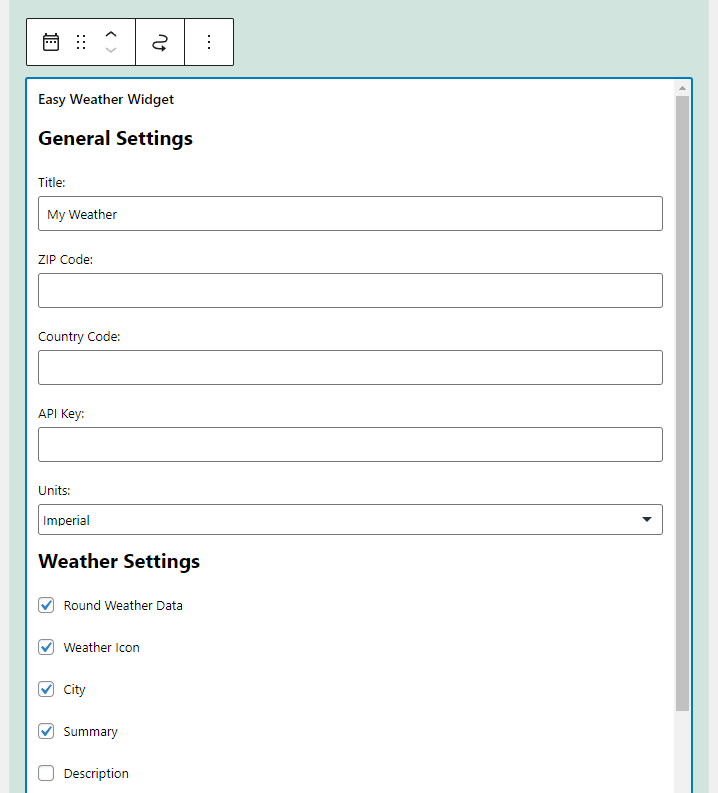 Easy Weather Widget
General Settings
Title:
My Weather
ZIP Code:
Country Code:
API Key:
Units:
Imperial
Weather Settings
Round Weather Data
Weather Icon
City
Summary
Description